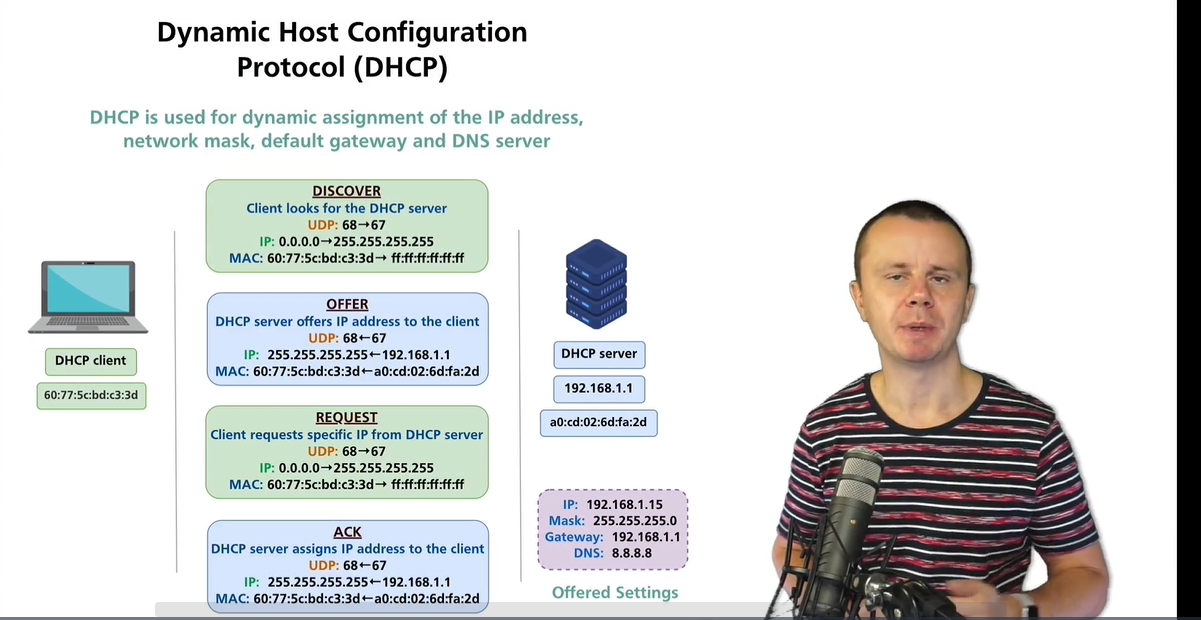 Dynamic Host Configuration
Protocol (DHCP)
DHCP is used for dynamic assignment of the IP address,
network mask, default gateway and DNS server
DISCOVER
Client looks for the DHCP server
UDP: 68→67
IP: 0.0.0.0→255.255.255.255
MAC: 60:77:5c:bd:c3:3d→ ff:ff:ff:ff:ff:ff
OFFER
DHCP server offers IP address to the client
UDP: 68←67
IP: 255.255.255.255←192.168.1.1
MAC: 60:77:5c:bd:c3:3d←a0:cd:02:6d:fa:2d
REQUEST
Client requests specific IP from DHCP server
UDP: 68→67
IP: 0.0.0.0→255.255.255.255
MAC: 60:77:5c:bd:c3:3d→ ff:ff:ff:ff:ff:ff
ACK
DHCP server assigns IP address to the client
UDP: 68←67
IP: 255.255.255.255←192.168.1.1
MAC: 60:77:5c:bd:c3:3d←a0:cd:02:6d:fa:2d
DHCP client
60:77:5c:bd:c3:3d
DHCP server
192.168.1.1
a0:cd:02:6d:fa:2d
IP: 192.168.1.15
Mask: 255.255.255.0
Gateway: 192.168.1.1
DNS: 8.8.8.8
Offered Settings